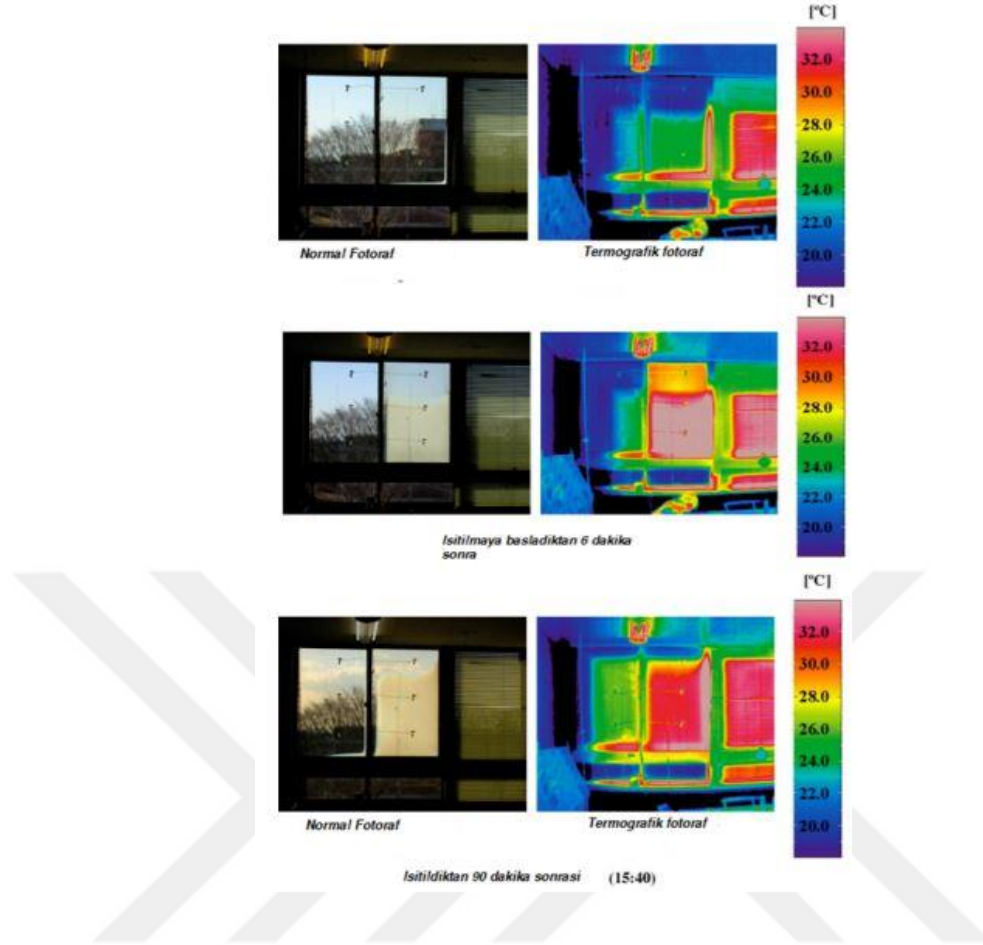 [°C]
32.0
30.0
28.0
26.0
24.0
22.0
20.0
Normal Fotoraf
Termografik fotoraf
-
[°C]
32.0
30.0
28.0
26.0
24.0
22.0
20.0
Isitilmaya basladiktan 6 dakika
sonra
[°C]
32.0
30.0
28.0
26.0
24.0
22.0
20.0
Normal Fotoraf
Termografik fotoraf
Isitildiktan 90 dakika sonrasi (15:40)